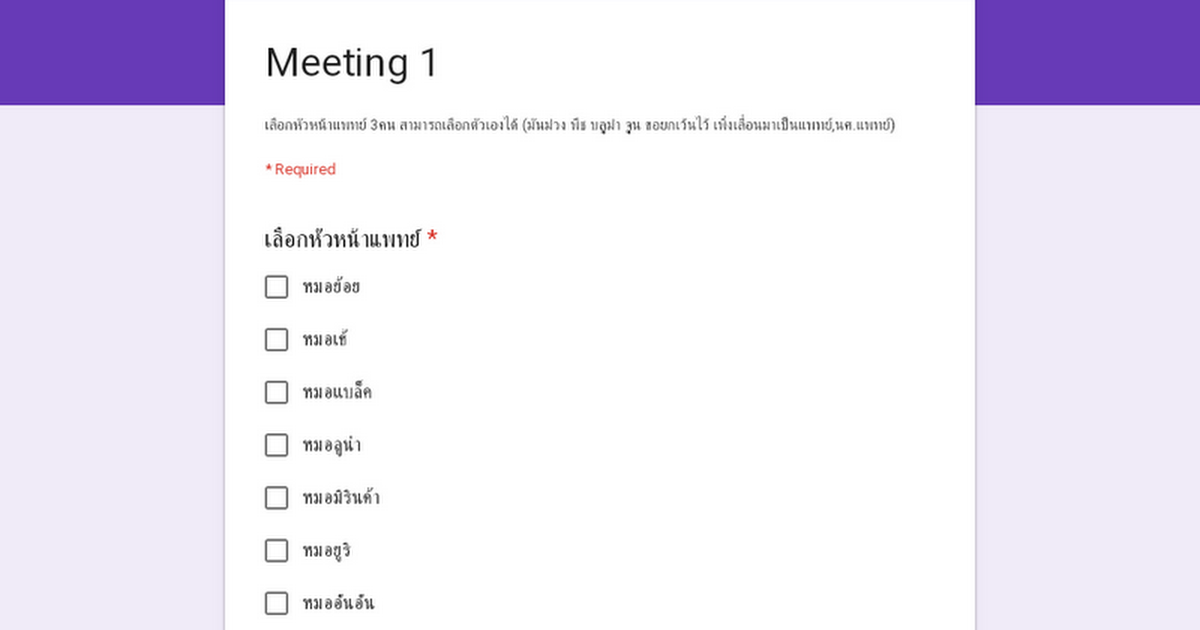 Meeting 1
เลือกหัวหน้าแพทย์ 3คน สามารถเลือกตัวเองได้ (มันม่วง พีช บลูม่า จูน ขอยกเว้นไว้ เพิ่งเลื่อนมาเป็นแพทย์,นศ.แพทย์)
* Required
เลือกหัวหน้าแพทย์ *
หมอย้อย
หมอเช้
หมอแบล็ค
หมอลูน่า
หมอมิรินด้า
หมอยูริ
หมออันอัน